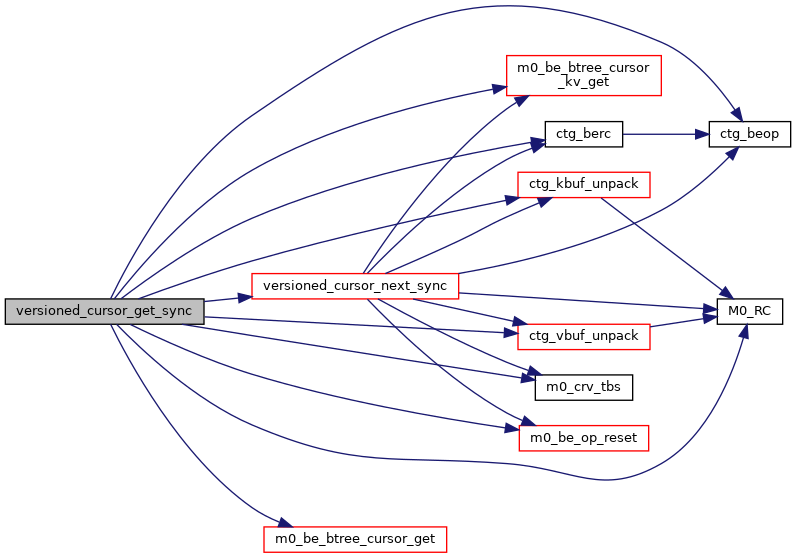 m0_be_btree_cursor
_kv_get
ctg_berc
ctg_beop
ctg_kbuf_unpack
versioned_cursor_next_sync
versioned_cursor_get_sync
M0_RC
ctg_vbuf_unpack
m0_crv_tbs
m0_be_op_reset
m0_be_btree_cursor_get